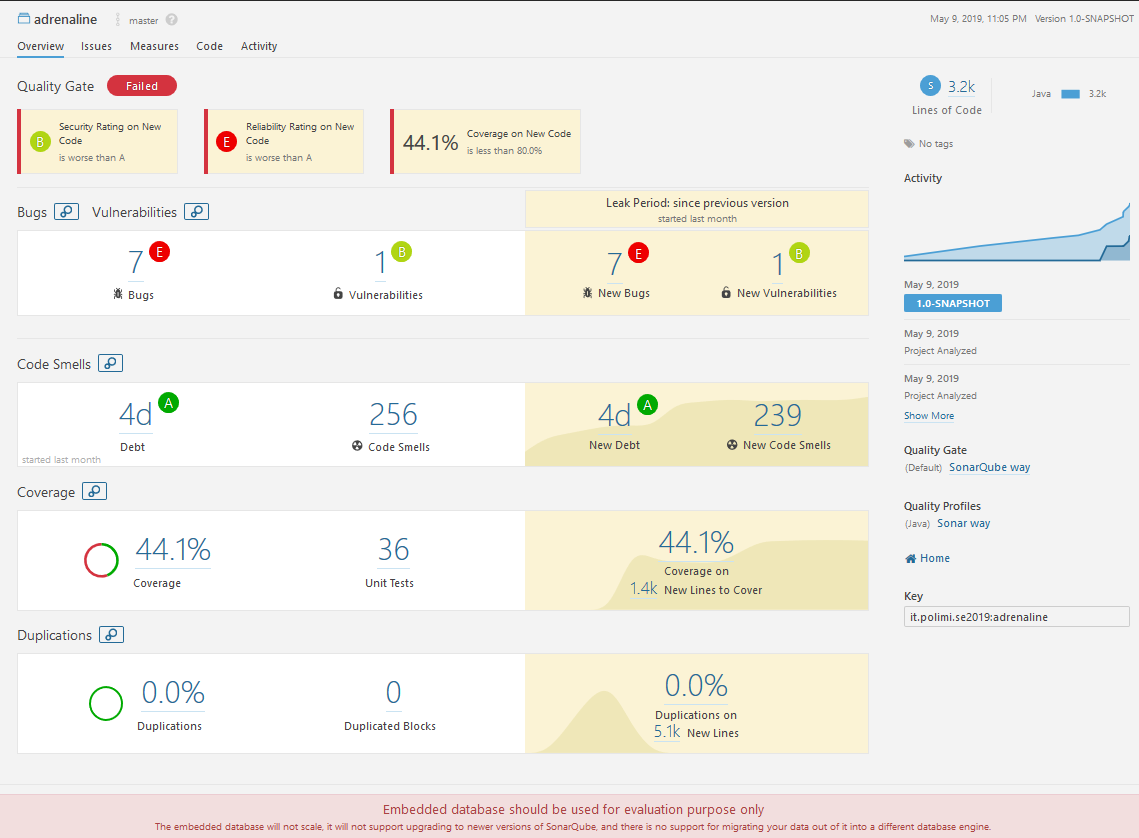 adrenaline master ? May 9, 2019, 11:05 PM Version 1.0-SNAPSHOT
Overview Issues Measures Code Activity
Quality Gate Failed
B Security Rating on New Code
is worse than A
E Reliability Rating on New Code
is worse than A
44.1% Coverage on New Code
is less than 80.0%
Bugs Vulnerabilities
Leak Period: since previous version
started last month
7 E
Bugs
1 B
Vulnerabilities
7 E
New Bugs
1 B
New Vulnerabilities
Code Smells
4d A
Debt
started last month
256
Code Smells
4d A
New Debt
239
New Code Smells
Coverage
44.1%
Coverage
36
Unit Tests
44.1%
Coverage on
1.4k New Lines to Cover
Duplications
0.0%
Duplications
0
Duplicated Blocks
0.0%
Duplications on
5.1k New Lines
S 3.2k
Lines of Code
Java 3.2k
No tags
Activity
May 9, 2019
1.0-SNAPSHOT
May 9, 2019
Project Analyzed
May 9, 2019
Project Analyzed
Show More
Quality Gate
(Default) SonarQube way
Quality Profiles
(Java) Sonar way
Home
Key
it.polimi.se2019:adrenaline
Embedded database should be used for evaluation purpose only
The embedded database will not scale, it will not support upgrading to newer versions of SonarQube, and there is no support for migrating your data out of it into a different database engine.